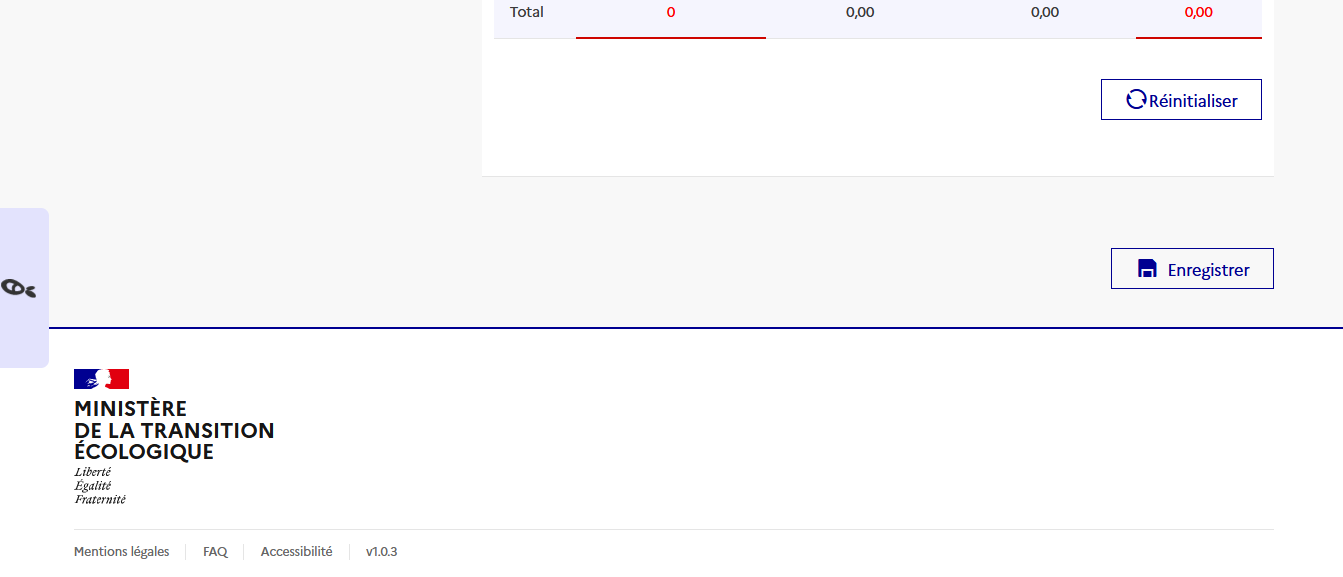 Total 0 0,00 0,00 0,00
Réinitialiser
Enregistrer
MINISTÈRE
DE LA TRANSITION
ÉCOLOGIQUE
Liberté
Égalité
Fraternité
Mentions légales FAQ Accessibilité v1.0.3